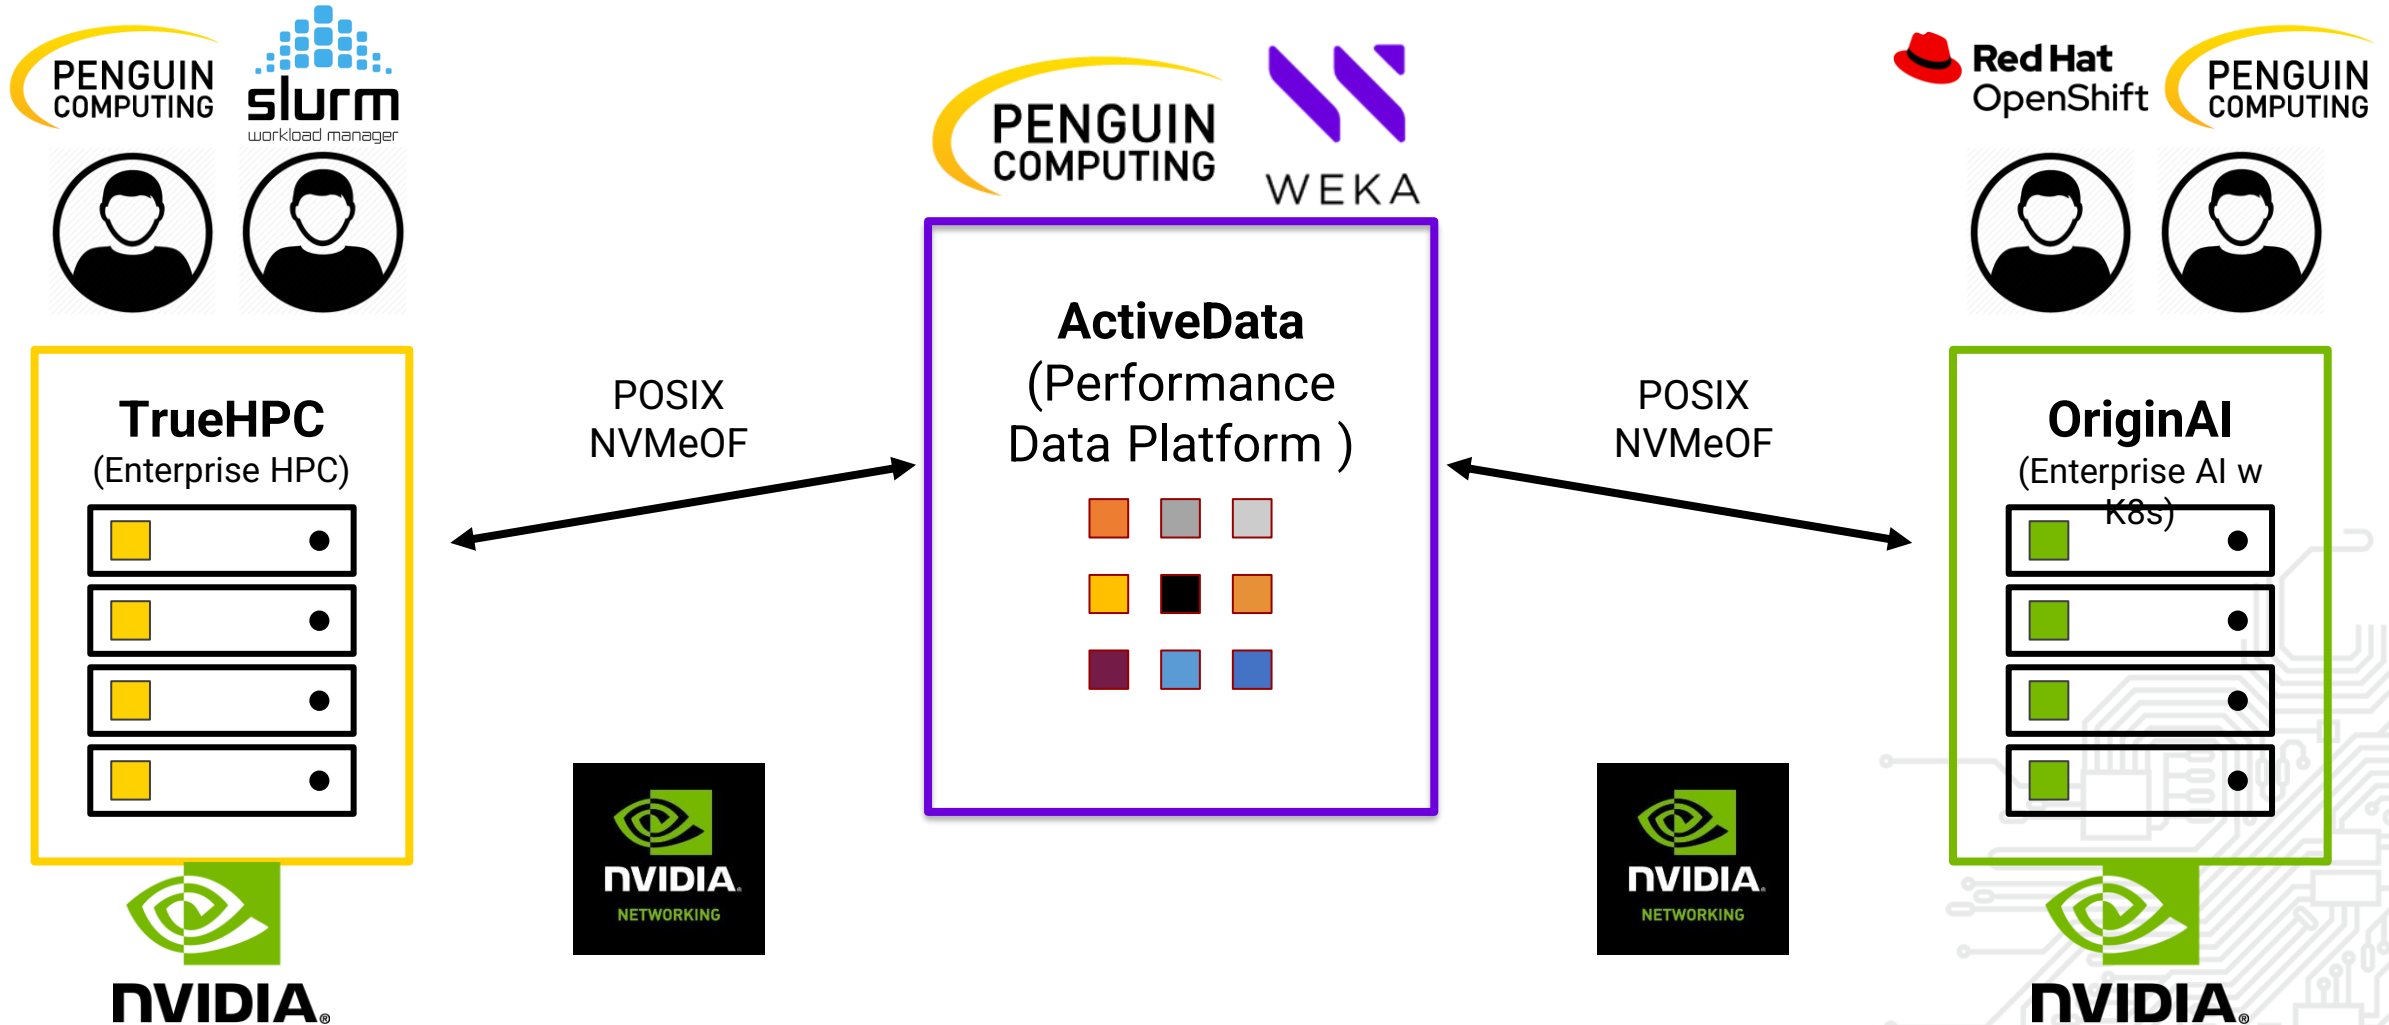 PENGUIN
COMPUTING
slurm
workload manager
PENGUIN
COMPUTING
WEKA
Red Hat
OpenShift
PENGUIN
COMPUTING
TrueHPC
(Enterprise HPC)
POSIX
NVMeOF
ActiveData
(Performance
Data Platform )
POSIX
NVMeOF
OriginAI
(Enterprise AI w
K8s)
NVIDIA.
NETWORKING
NVIDIA.
NETWORKING
NVIDIA®
NVIDIA®